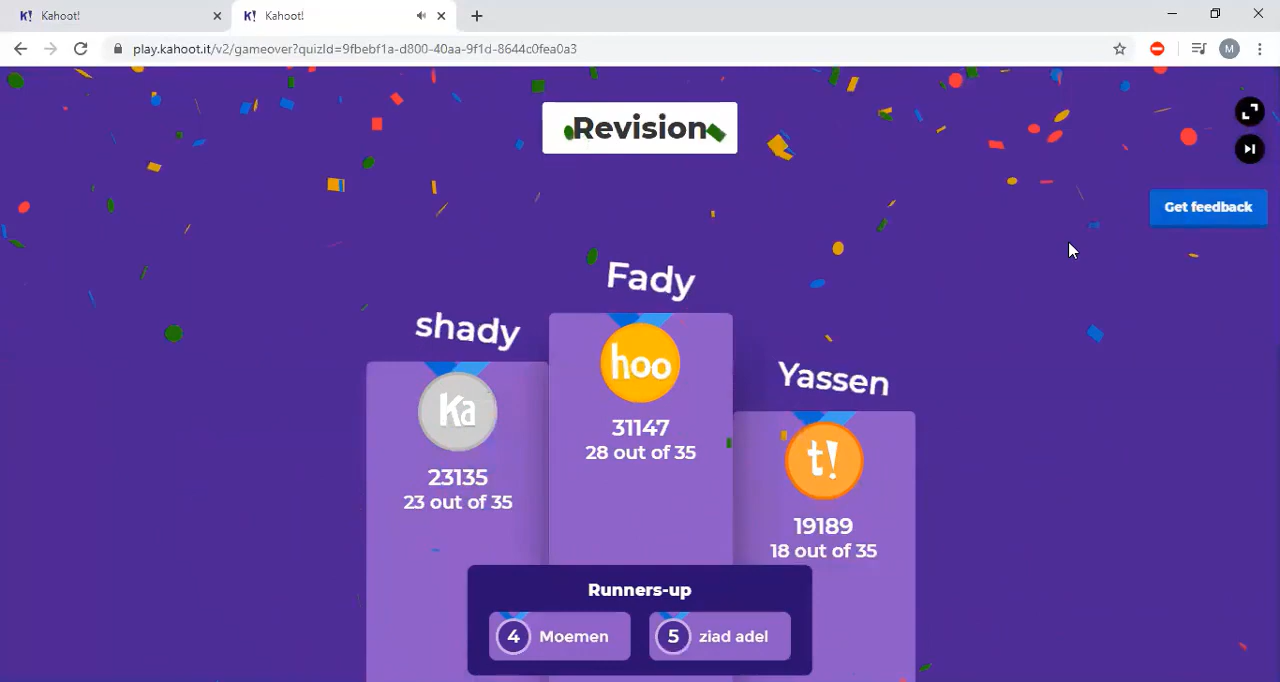 K! Kahoot!
K! Kahoot!
play.kahoot.it/v2/gameover?quizId=9fbebf1a-d800-40aa-9f1d-8644c0fea0a3
M
Revision
Get feedback
Fady
hoo
31147
28 out of 35
shady
Ka
23135
23 out of 35
Yassen
t!
19189
18 out of 35
Runners-up
4 Moemen
5 ziad adel